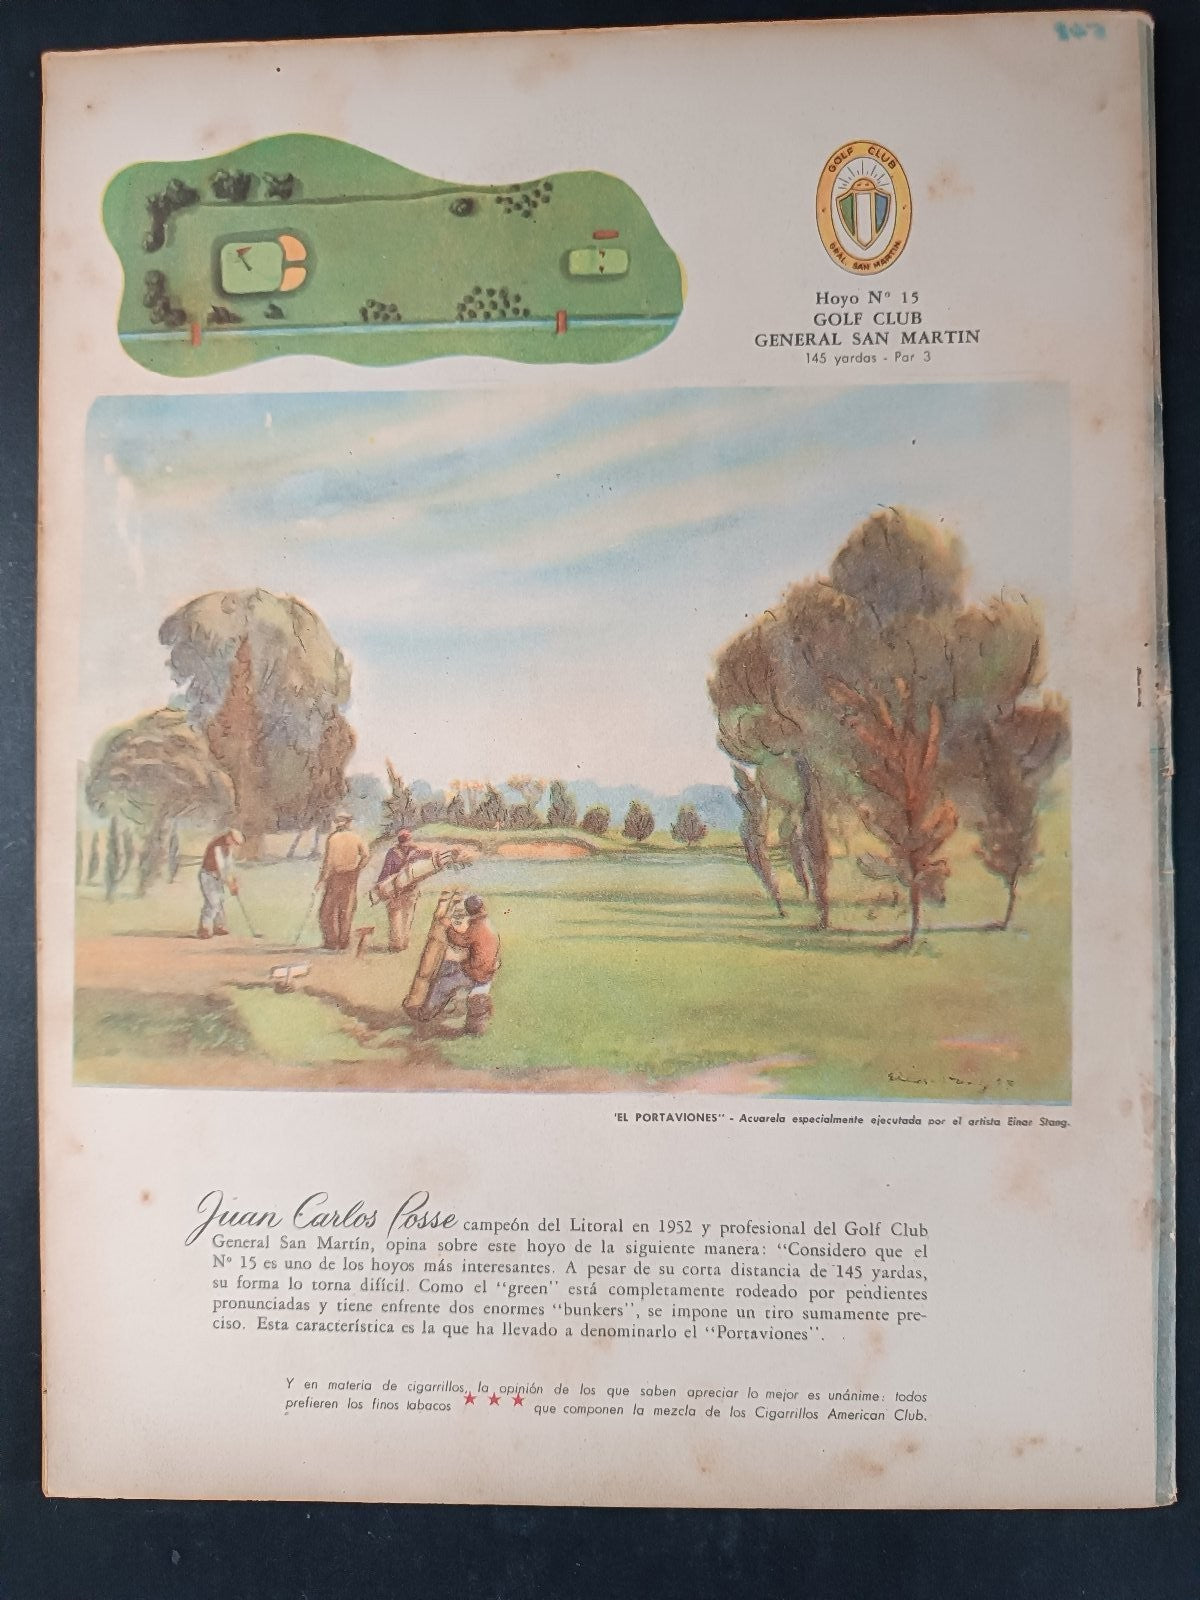 GOLF CLUB
GRAL. SAN MARTIN
Hoyo Nº 15
GOLF CLUB
GENERAL SAN MARTIN
145 yardas - Par 3
'EL PORTAVIONES" - Acuarela especialmente ejecutada por el artista Einar Stang.
Juan Carlos Posse campeón del Litoral en 1952 y profesional del Golf Club
General San Martín, opina sobre este hoyo de la siguiente manera: "Considero que el
Nº 15 es uno de los hoyos más interesantes. A pesar de su corta distancia de 145 yardas,
su forma lo torna difícil. Como el "green" está completamente rodeado por pendientes
pronunciadas y tiene enfrente dos enormes "bunkers", se impone un tiro sumamente pre-
ciso. Esta característica es la que ha llevado a denominarlo el "Portaviones".
Y en materia de cigarrillos, la opinión de los que saben apreciar lo mejor es unánime: todos
prefieren los finos tabacos ★ ★ ★ que componen la mezcla de los Cigarrillos American Club.